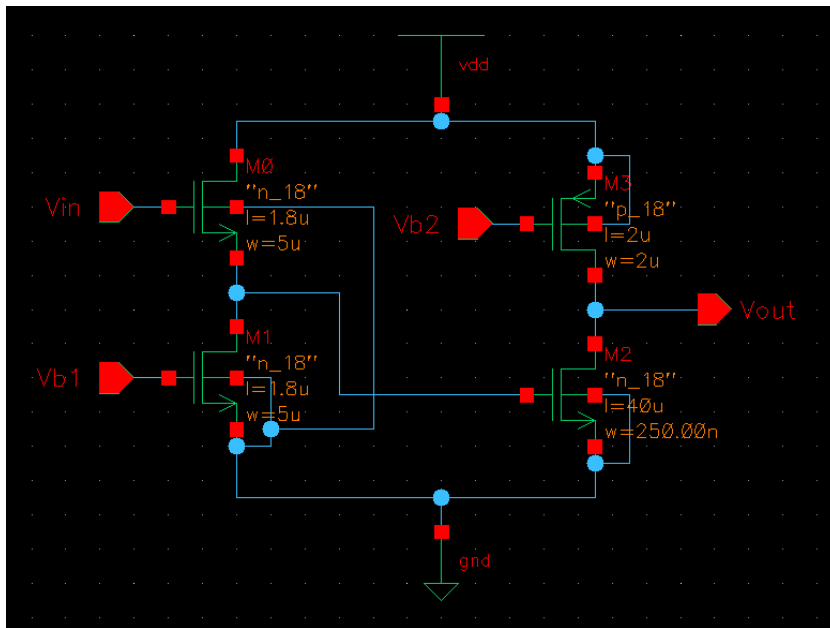 vdd
Vin
M0
"n_18"
l=1.8u
w=5u
Vb2
M3
"p_18"
l=2u
w=2u
Vout
Vb1
M1
"n_18"
l=1.8u
w=5u
M2
"n_18"
l=40u
w=250.00n
gnd